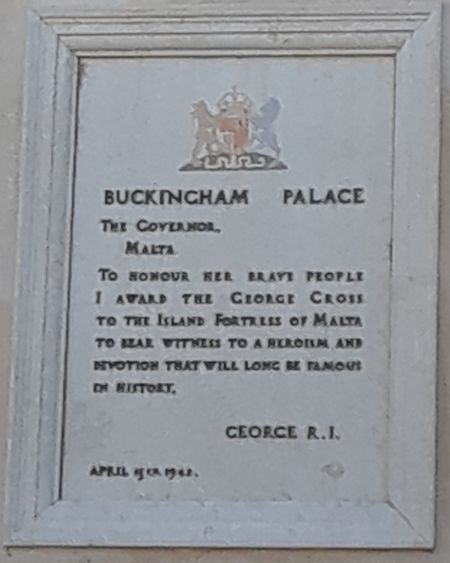 BUCKINGHAM PALACE
THE GOVERNOR,
MALTA
TO HONOUR HER BRAVE PEOPLE
I AWARD THE GEORGE CROSS
TO THE ISLAND FORTRESS OF MALTA
TO BEAR WITNESS TO A HEROISM AND
DEVOTION THAT WILL LONG BE FAMOUS
IN HISTORY.
GEORGE R.I.
APRIL 15TH 1942.